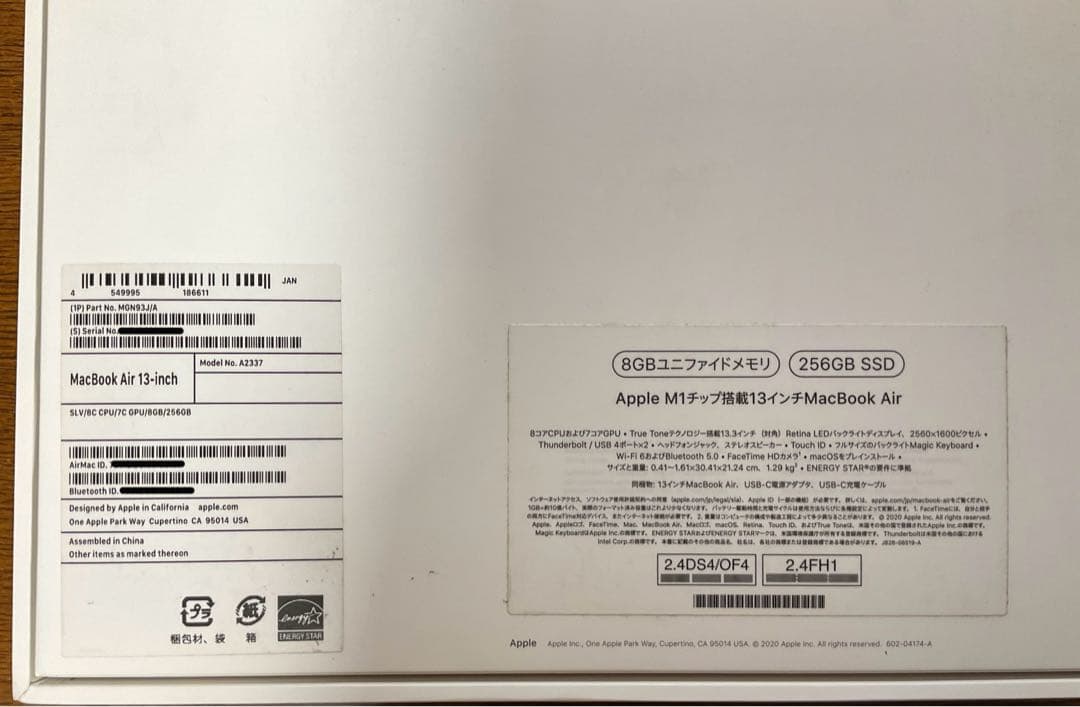 JAN
4 549995 186611
(1P) Part No. MGN93J/A
(S) Serial No.
MacBook Air 13-inch
Model No. A2337
SLV/8C CPU/7C GPU/8GB/256GB
AirMac ID.
Bluetooth ID.
Designed by Apple in California apple.com
One Apple Park Way Cupertino CA 95014 USA
Assembled in China
Other items as marked thereon
プラ
紙
energy
ENERGY STAR
梱包材、袋
箱
8GBユニファイドメモリ
256GB SSD
Apple M1チップ搭載13インチMacBook Air
8コアCPUおよび7コアGPU • True Toneテクノロジー搭載13.3インチ（対角）Retina LEDバックライトディスプレイ、2560×1600ピクセル •
Thunderbolt / USB 4ポート×2 • ヘッドフォンジャック、ステレオスピーカー • Touch ID • フルサイズのバックライトMagic Keyboard •
Wi-Fi 6およびBluetooth 5.0 • FaceTime HDカメラ¹ • macOSをプレインストール •
サイズと重量: 0.41〜1.61×30.41×21.24 cm、1.29 kg² • ENERGY STAR®の要件に準拠
同梱物: 13インチMacBook Air、USB-C電源アダプタ、USB-C充電ケーブル
2.4DS4/OF4
2.4FH1
Apple Apple Inc., One Apple Park Way, Cupertino, CA 95014 USA. © 2020 Apple Inc. All rights reserved. 602-04174-A